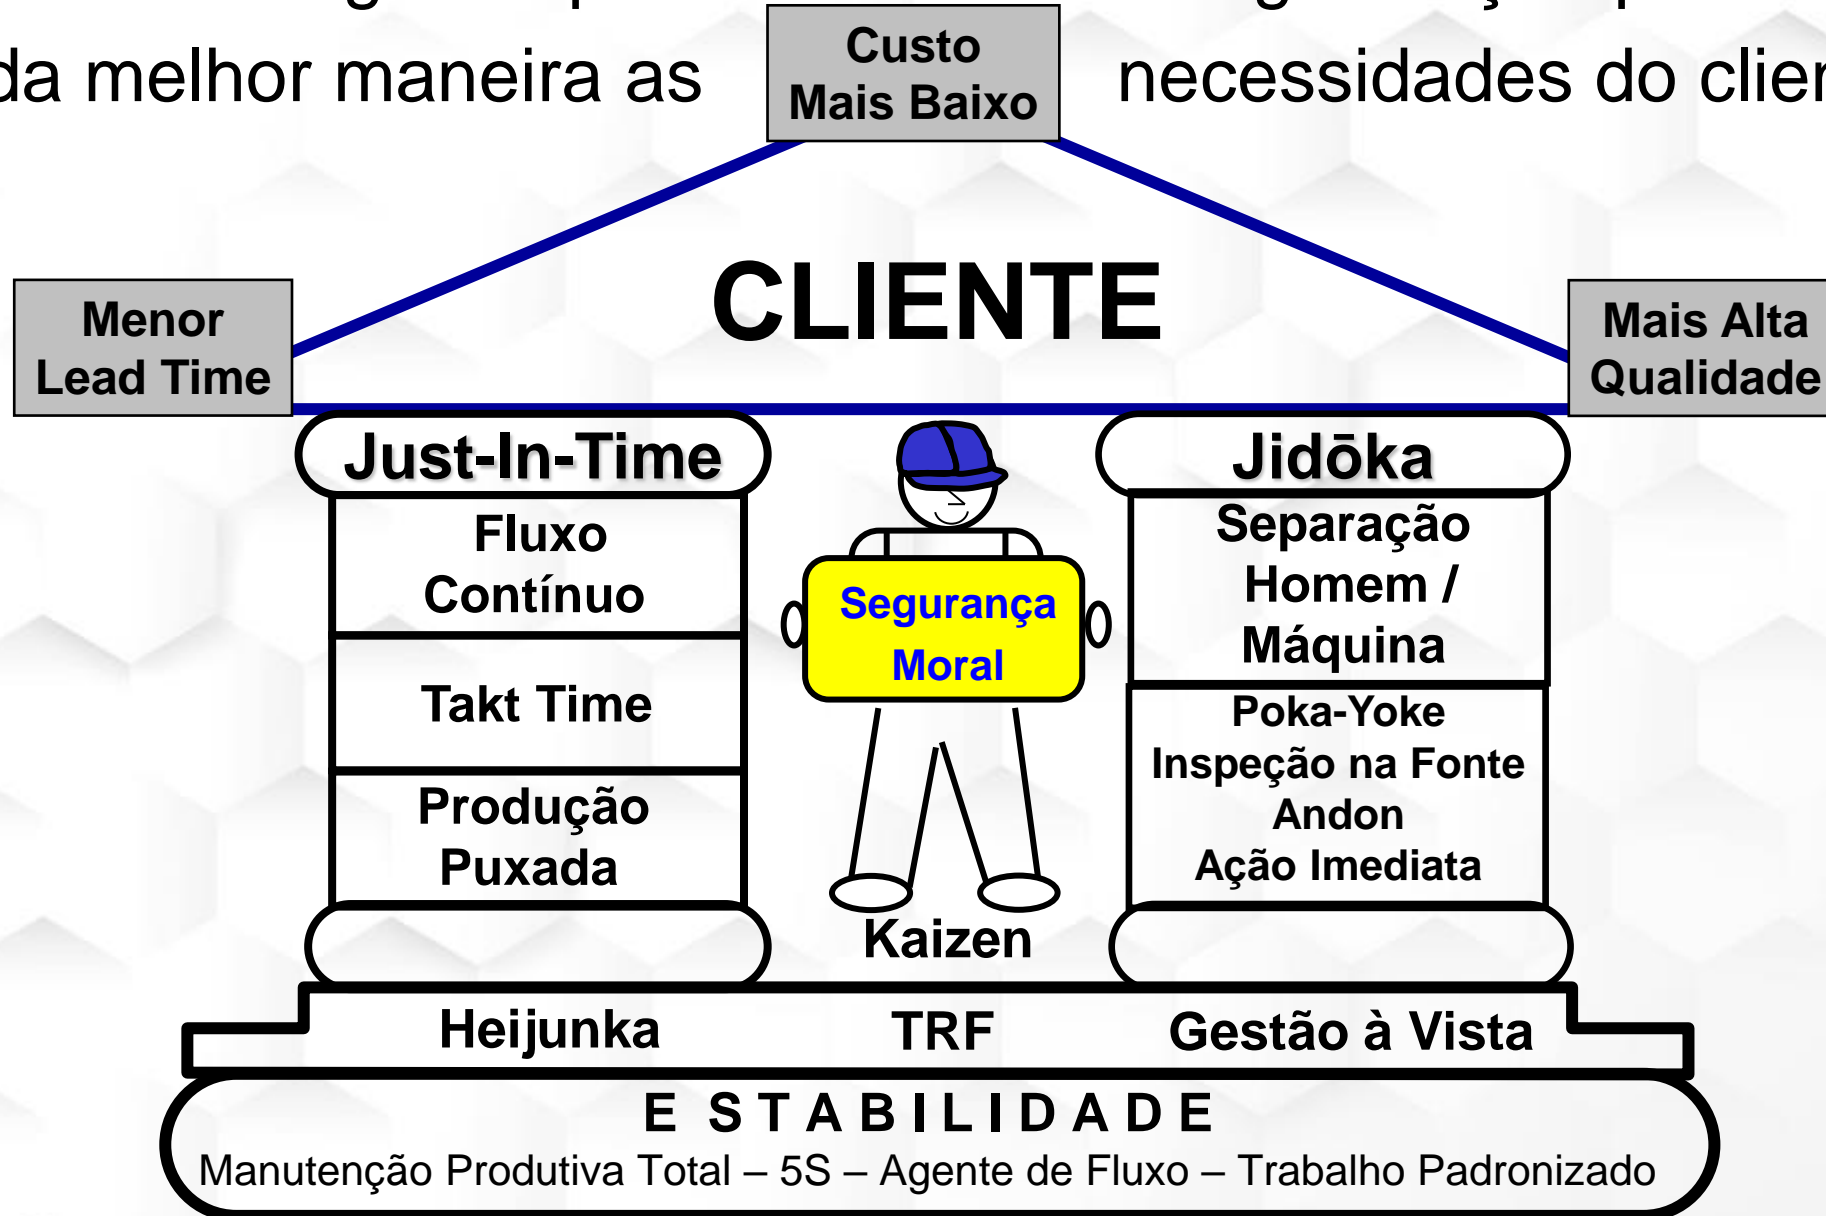 da melhor maneira as necessidades do
Custo
Mais Baixo
CLIENTE
Menor
Lead Time
Mais Alta
Qualidade
Just-In-Time
Fluxo
Contínuo
Takt Time
Produção
Puxada
Segurança
Moral
Kaizen
Jidōka
Separação
Homem /
Máquina
Poka-Yoke
Inspeção na Fonte
Andon
Ação Imediata
Heijunka TRF Gestão à Vista
E S T A B I L I D A D E
Manutenção Produtiva Total – 5S – Agente de Fluxo – Trabalho Padronizado